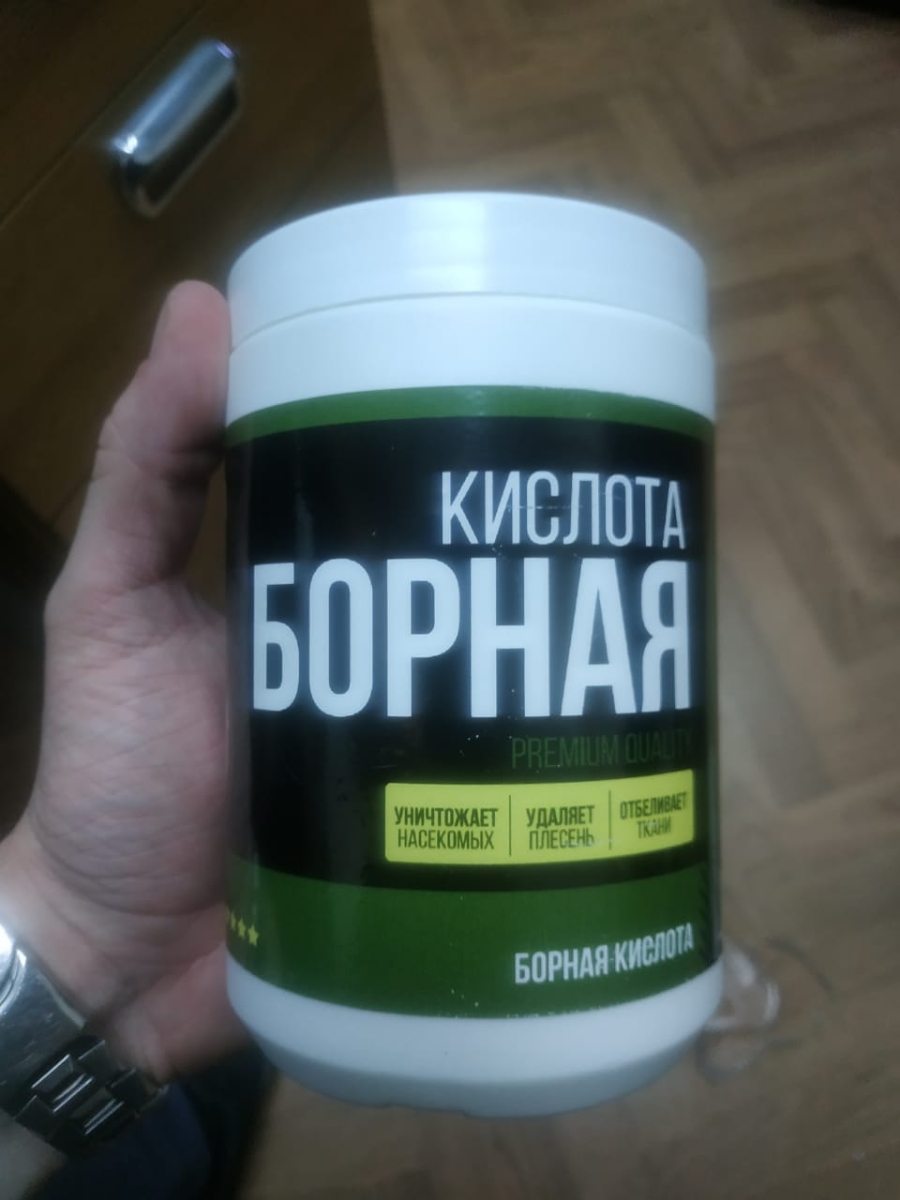 КИСЛОТА
БОРНАЯ
PREMIUM QUALITY
УНИЧТОЖАЕТ
НАСЕКОМЫХ
УДАЛЯЕТ
ПЛЕСЕНЬ
ОТБЕЛИВАЕТ
ТКАНИ
БОРНАЯ КИСЛОТА